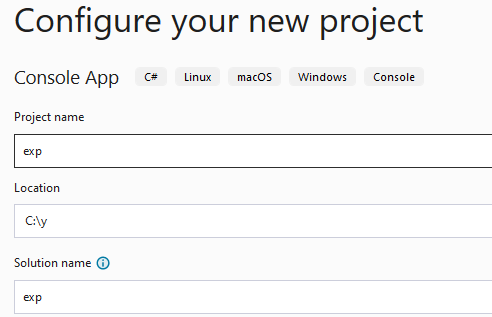 Configure your new project
Console App C# Linux macOS Windows Console
Project name
exp
Location
C:\y
Solution name
exp